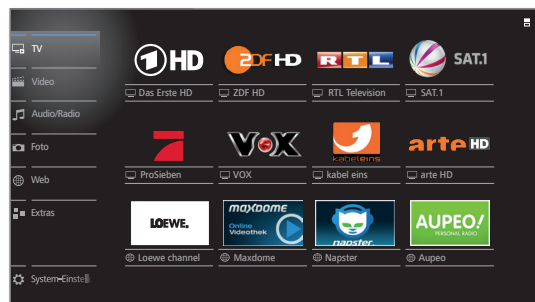 TV
Video
Audio/Radio
Foto
Web
Extras
System-Einstell
1 HD
ZDF HD
RTL
SAT.1
Das Erste HD
ZDF HD
RTL Television
SAT.1
VOX
kabel eins
arte HD
ProSieben
VOX
kabel eins
arte HD
LOEWE.
maxdome
Online
Videothek
napster.
AUPEO!
PERSONAL RADIO
Loewe channel
Maxdome
Napster
Aupeo